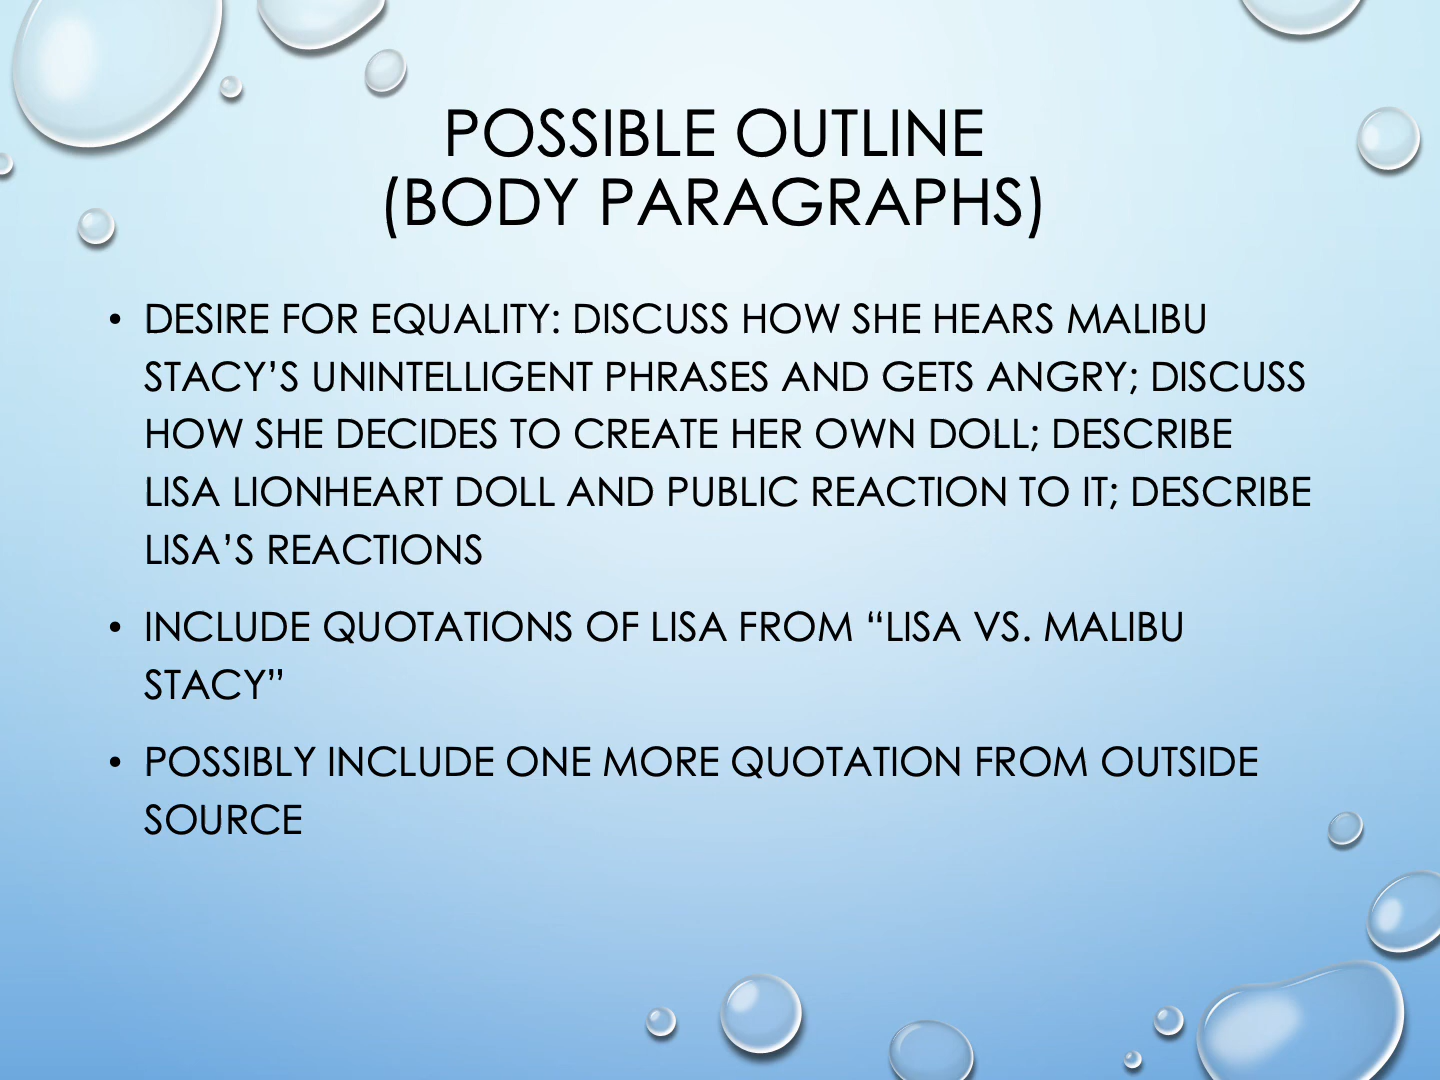 POSSIBLE OUTLINE
(BODY PARAGRAPHS)
• DESIRE FOR EQUALITY: DISCUSS HOW SHE HEARS MALIBU
STACY’S UNINTELLIGENT PHRASES AND GETS ANGRY; DISCUSS
HOW SHE DECIDES TO CREATE HER OWN DOLL; DESCRIBE
LISA LIONHEART DOLL AND PUBLIC REACTION TO IT; DESCRIBE
LISA’S REACTIONS
• INCLUDE QUOTATIONS OF LISA FROM “LISA VS. MALIBU
STACY”
• POSSIBLY INCLUDE ONE MORE QUOTATION FROM OUTSIDE
SOURCE